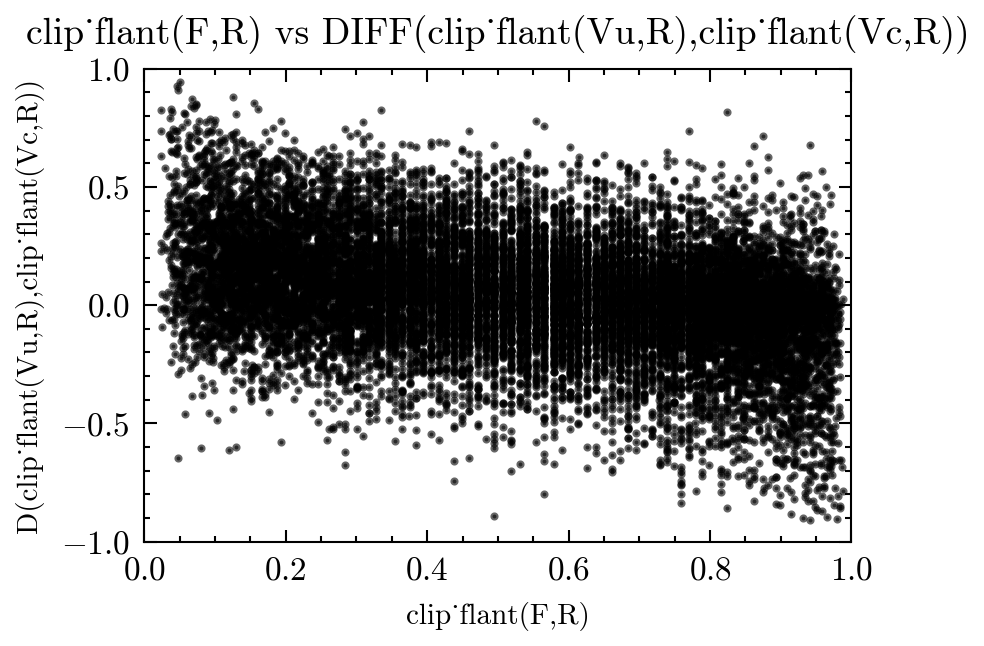 clip˙flant(F,R) vs DIFF(clip˙flant(Vu,R),clip˙flant(Vc,R))
D(clip˙flant(Vu,R),clip˙flant(Vc,R))
1.0
0.5
0.0
−0.5
−1.0
0.0 0.2 0.4 0.6 0.8 1.0
clip˙flant(F,R)